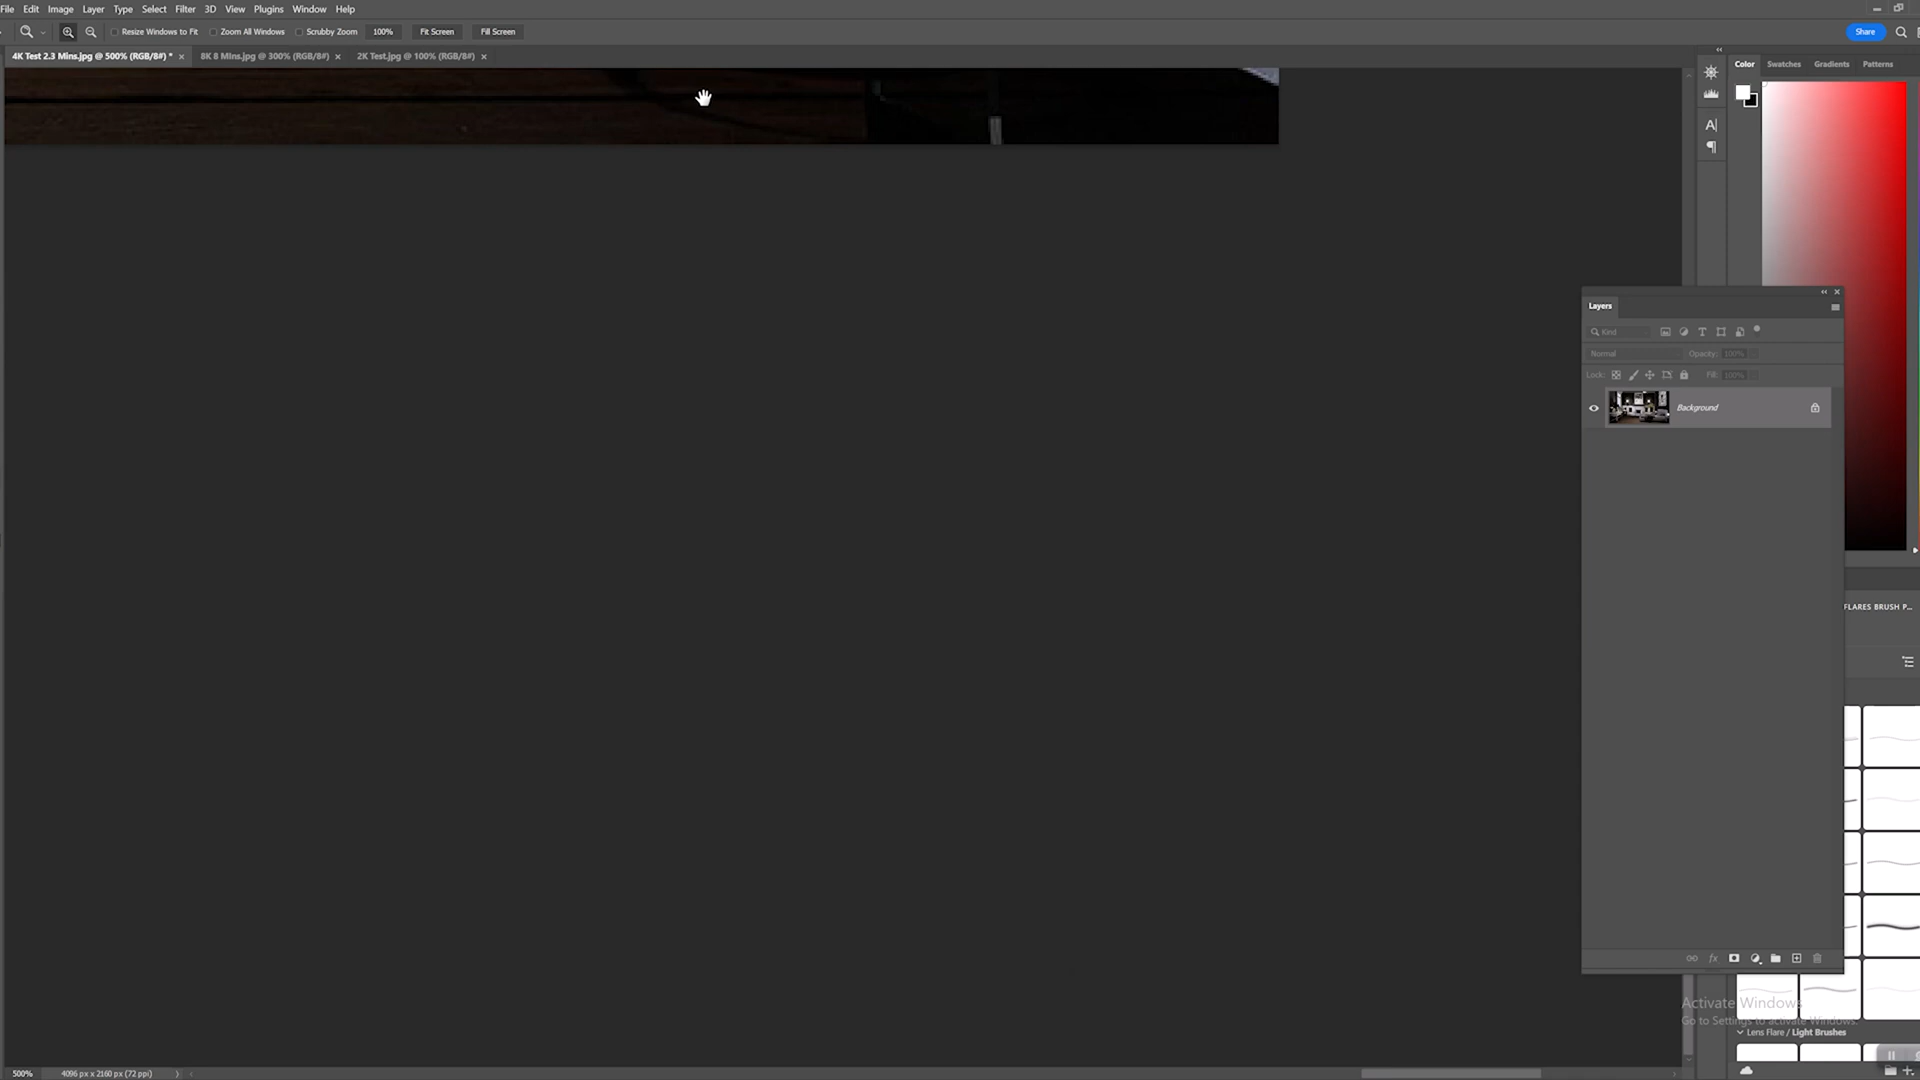 File Edit Image Layer Type Select Filter 3D View Plugins Window Help
Resize Windows to Fit Zoom All Windows Scrubby Zoom 100% Fit Screen Fill Screen Share
4K Test 2.3 Mins.jpg @ 500% (RGB/8#) * × 8K 8 Mins.jpg @ 300% (RGB/8#) × 2K Test.jpg @ 100% (RGB/8#) ×
Color Swatches Gradients Patterns
Layers
Kind
Normal Opacity: 100%
Lock: Fill: 100%
Background
FLARES BRUSH P...
fx
Activate Windows
Go to Settings to activate Windows.
Lens Flare / Light Brushes
500% 4096 px x 2160 px (72 ppi)